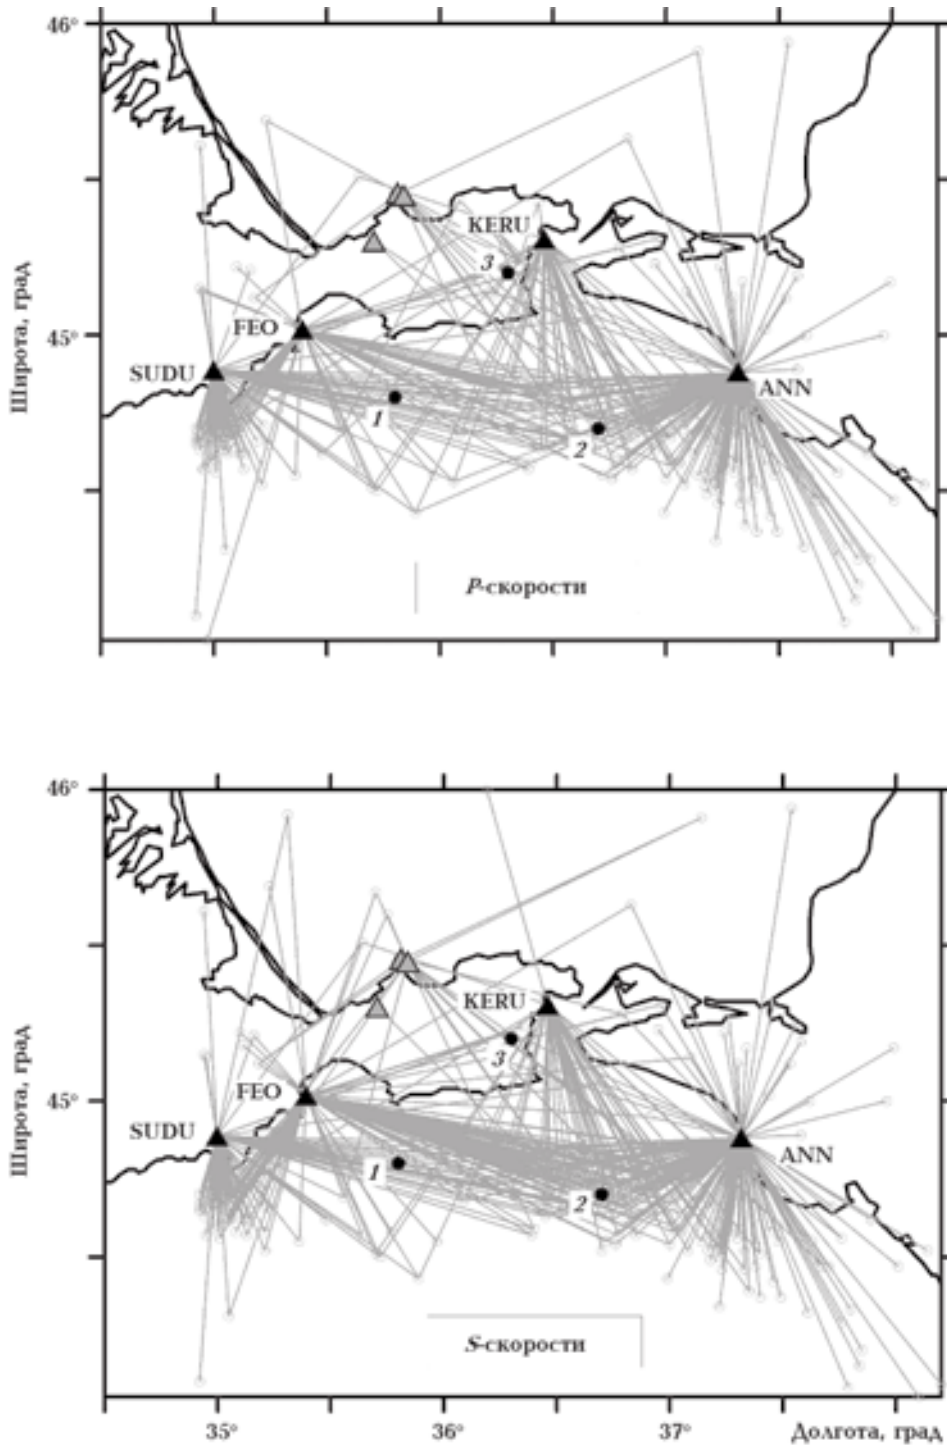 46°
KERU
3
FEO
45°
SUDU
ANN
1
2
Широта, град
P-скорости
46°
KERU
3
FEO
45°
SUDU
ANN
1
2
Широта, град
S-скорости
35° 36° 37° Долгота, град